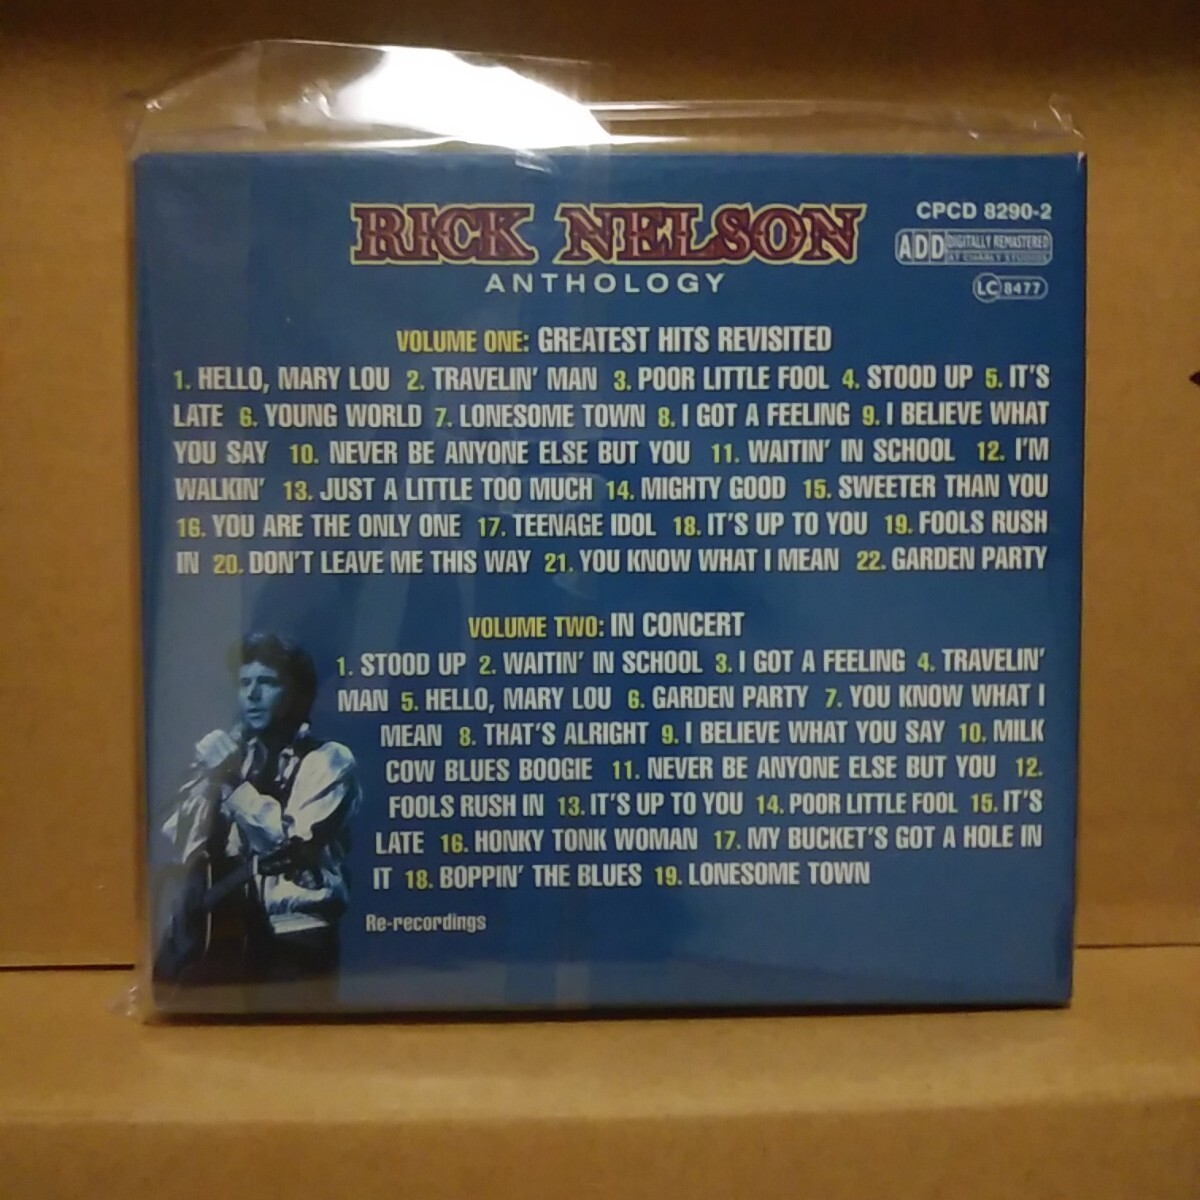 RICK NELSON
ANTHOLOGY
CPCD 8290-2
ADD DIGITALLY REMASTERED
AT CHARLY STUDIOS
LC 8477
VOLUME ONE: GREATEST HITS REVISITED
1. HELLO, MARY LOU 2. TRAVELIN' MAN 3. POOR LITTLE FOOL 4. STOOD UP 5. IT'S
LATE 6. YOUNG WORLD 7. LONESOME TOWN 8. I GOT A FEELING 9. I BELIEVE WHAT
YOU SAY 10. NEVER BE ANYONE ELSE BUT YOU 11. WAITIN' IN SCHOOL 12. I'M
WALKIN' 13. JUST A LITTLE TOO MUCH 14. MIGHTY GOOD 15. SWEETER THAN YOU
16. YOU ARE THE ONLY ONE 17. TEENAGE IDOL 18. IT'S UP TO YOU 19. FOOLS RUSH
IN 20. DON'T LEAVE ME THIS WAY 21. YOU KNOW WHAT I MEAN 22. GARDEN PARTY
VOLUME TWO: IN CONCERT
1. STOOD UP 2. WAITIN' IN SCHOOL 3. I GOT A FEELING 4. TRAVELIN'
MAN 5. HELLO, MARY LOU 6. GARDEN PARTY 7. YOU KNOW WHAT I
MEAN 8. THAT'S ALRIGHT 9. I BELIEVE WHAT YOU SAY 10. MILK
COW BLUES BOOGIE 11. NEVER BE ANYONE ELSE BUT YOU 12.
FOOLS RUSH IN 13. IT'S UP TO YOU 14. POOR LITTLE FOOL 15. IT'S
LATE 16. HONKY TONK WOMAN 17. MY BUCKET'S GOT A HOLE IN
IT 18. BOPPIN' THE BLUES 19. LONESOME TOWN
Re-recordings